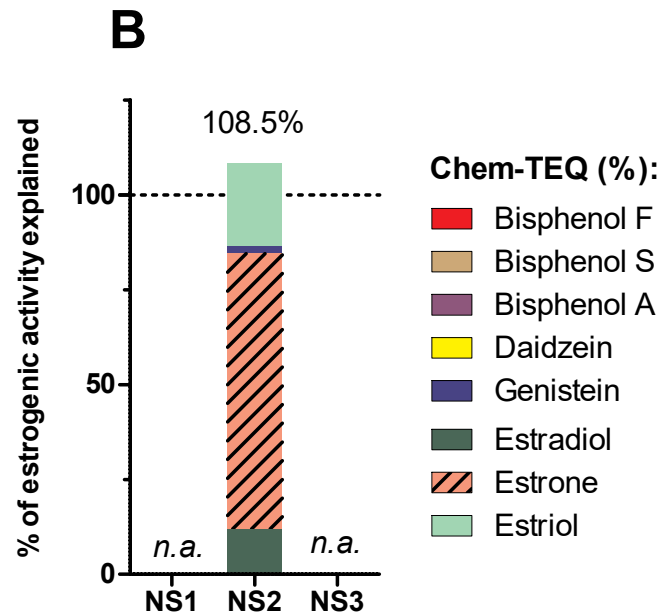 B
% of estrogenic activity explained
100
50
0
108.5%
n.a.
n.a.
NS1 NS2 NS3
Chem-TEQ (%):
Bisphenol F
Bisphenol S
Bisphenol A
Daidzein
Genistein
Estradiol
Estrone
Estriol